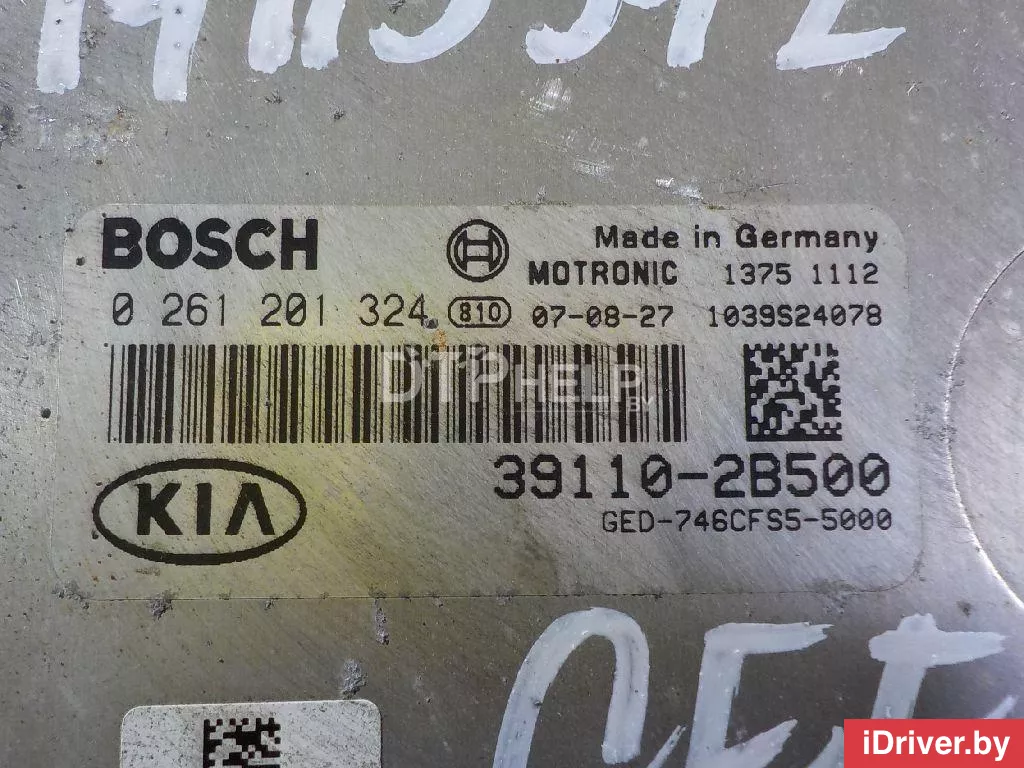 BOSCH
Made in Germany
MOTRONIC 1375 1112
0 261 201 324 810 07-08-27 1039S24078
DTPHELP.BY
39110-2B500
KIA
GED-746CFS5-5000
iDriver.by